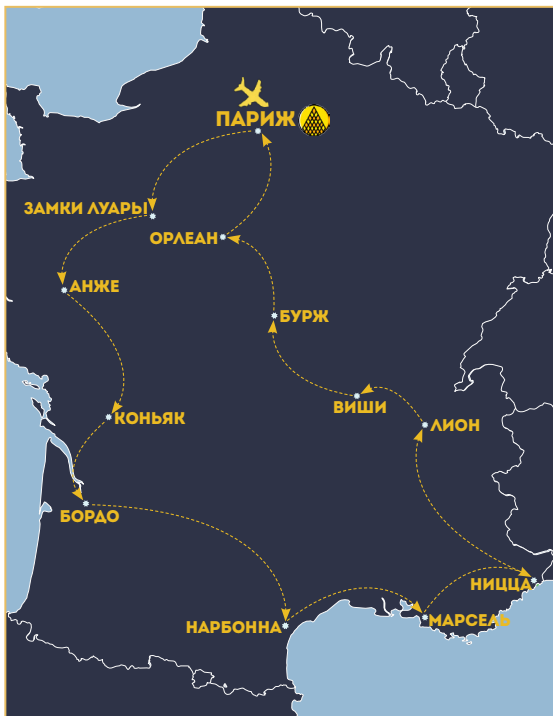 ПАРИЖ
ЗАМКИ ЛУАРЫ
ОРЛЕАН
АНЖЕ
БУРЖ
ВИШИ
КОНЬЯК
ЛИОН
БОРДО
НИЦЦА
МАРСЕЛЬ
НАРБОННА